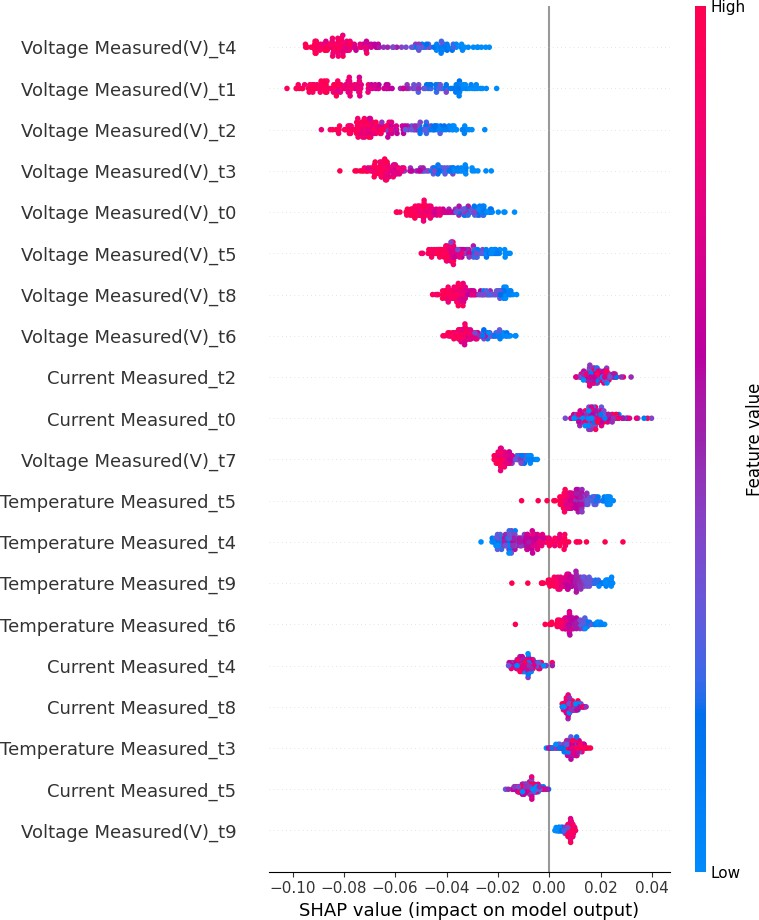 High
Voltage Measured(V)_t4
Voltage Measured(V)_t1
Voltage Measured(V)_t2
Voltage Measured(V)_t3
Voltage Measured(V)_t0
Voltage Measured(V)_t5
Voltage Measured(V)_t8
Voltage Measured(V)_t6
Current Measured_t2
Current Measured_t0
Voltage Measured(V)_t7
Temperature Measured_t5
Temperature Measured_t4
Temperature Measured_t9
Temperature Measured_t6
Current Measured_t4
Current Measured_t8
Temperature Measured_t3
Current Measured_t5
Voltage Measured(V)_t9
Feature value
Low
−0.10 −0.08 −0.06 −0.04 −0.02 0.00 0.02 0.04
SHAP value (impact on model output)